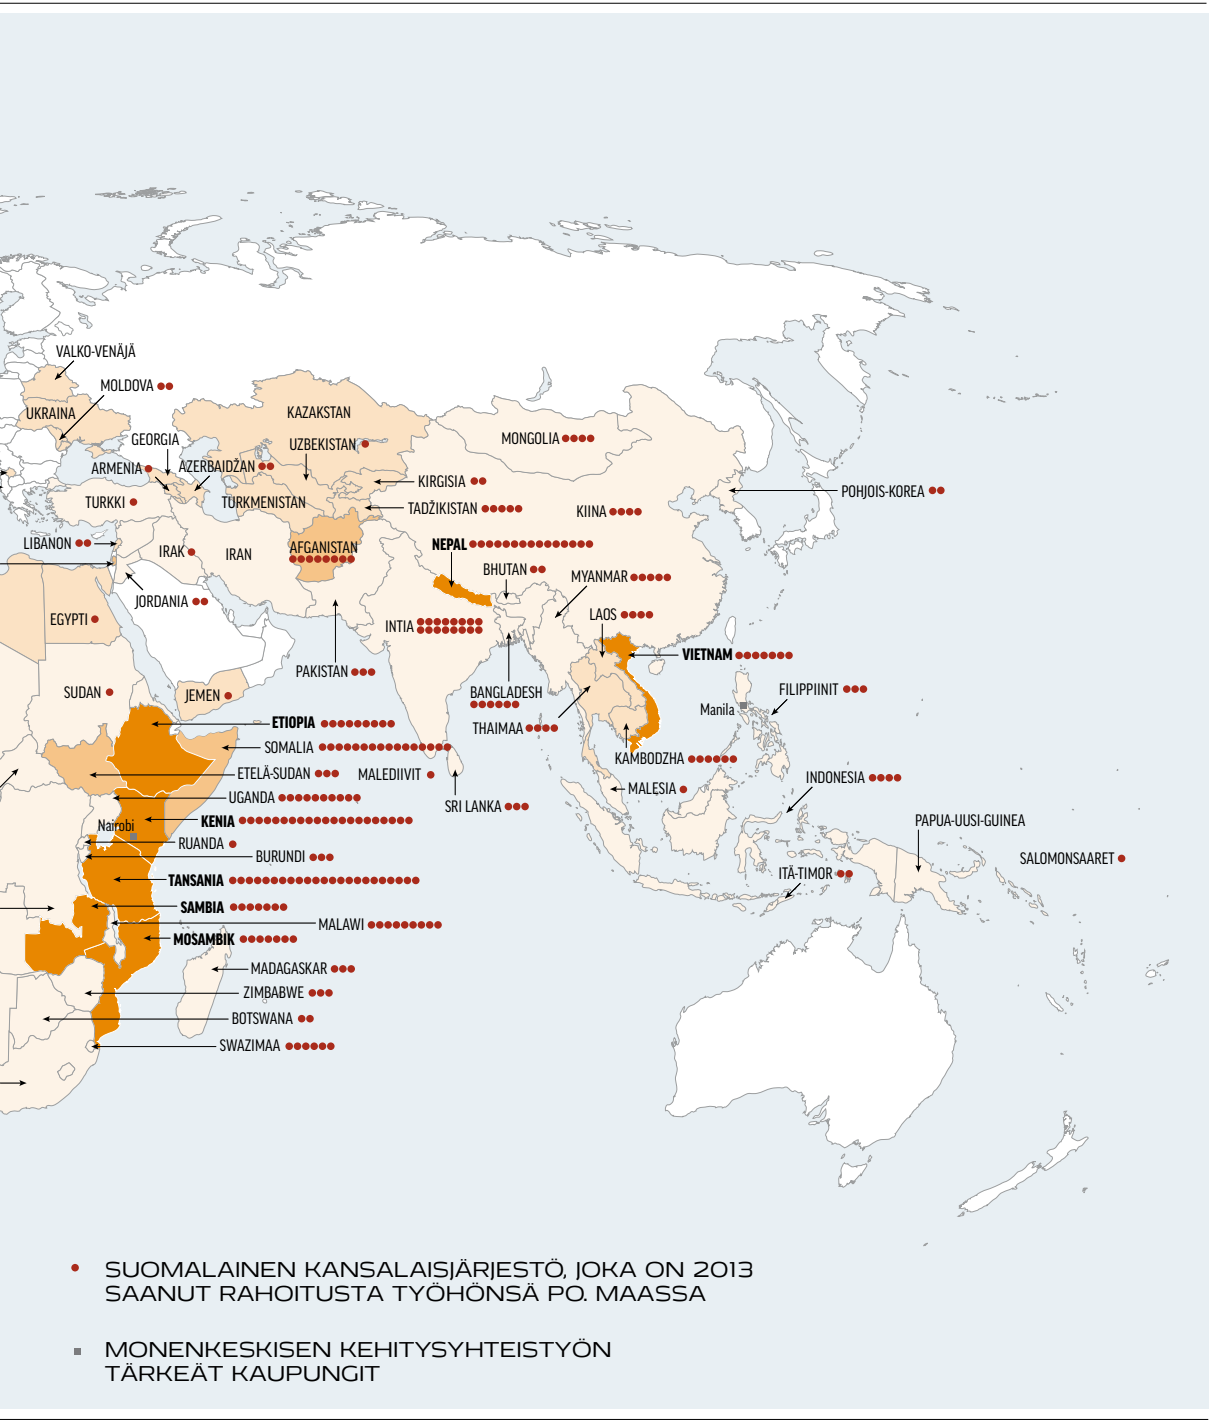 VALKO-VENÄJÄ
MOLDOVA
UKRAINA
KAZAKSTAN
GEORGIA
UZBEKISTAN
MONGOLIA
ARMENIA
AZERBAIDŽAN
KIRGISIA
POHJOIS-KOREA
TURKKI
TURKMENISTAN
TADŽIKISTAN
KIINA
LIBANON
IRAK
IRAN
AFGANISTAN
NEPAL
BHUTAN
MYANMAR
JORDANIA
EGYPTI
INTIA
LAOS
VIETNAM
PAKISTAN
SUDAN
JEMEN
BANGLADESH
FILIPPIINIT
Manila
ETIOPIA
THAIMAA
SOMALIA
KAMBODZHA
ETELÄ-SUDAN
MALEDIIVIT
INDONESIA
MALESIA
UGANDA
SRI LANKA
KENIA
PAPUA-UUSI-GUINEA
Nairobi
RUANDA
BURUNDI
SALOMONSAARET
ITÄ-TIMOR
TANSANIA
SAMBIA
MALAWI
MOSAMBIK
MADAGASKAR
ZIMBABWE
BOTSWANA
SWAZIMAA
SUOMALAINEN KANSALAISJÄRJESTÖ, JOKA ON 2013
SAANUT RAHOITUSTA TYÖHÖNSÄ PO. MAASSA
MONENKESKISEN KEHITYSYHTEISTYÖN
TÄRKEÄT KAUPUNGIT